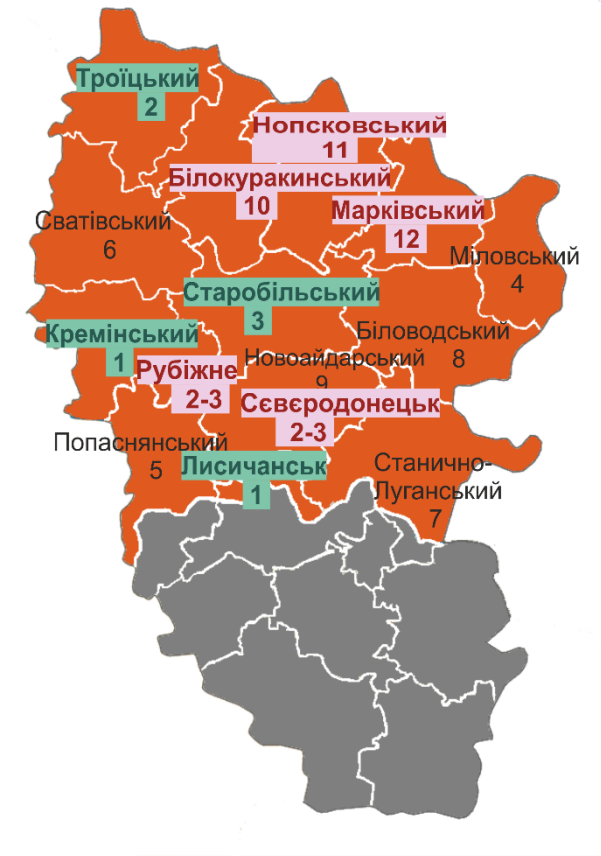 Троїцький
2
Нопсковський
11
Білокуракинський
10
Марківський
12
Сватівський
6
Міловський
4
Старобільський
3
Кремінський
1
Біловодський
8
Новоайдарський
9
Рубіжне
2-3
Сєвєродонецьк
2-3
Попаснянський
5
Лисичанськ
1
Станично-
Луганський
7